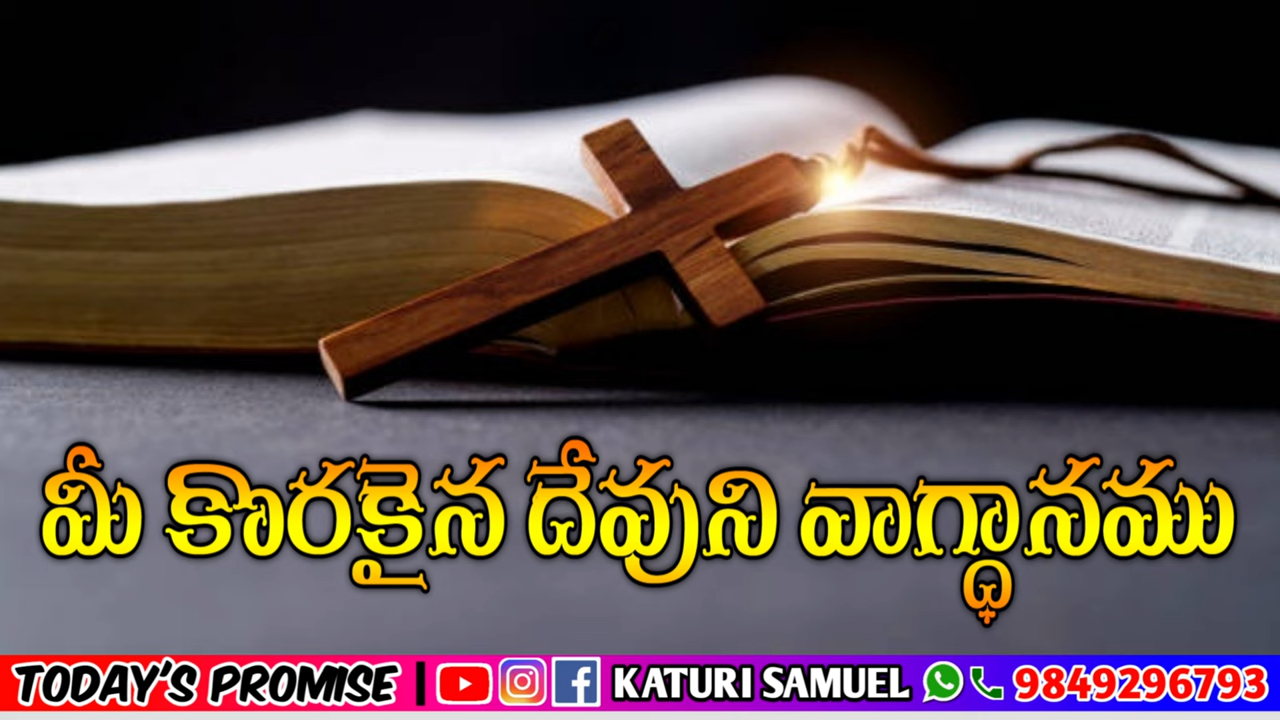 మీ కొరకైన దేవుని వాగ్ధానము
TODAY'S PROMISE | KATURI SAMUEL 9849296793